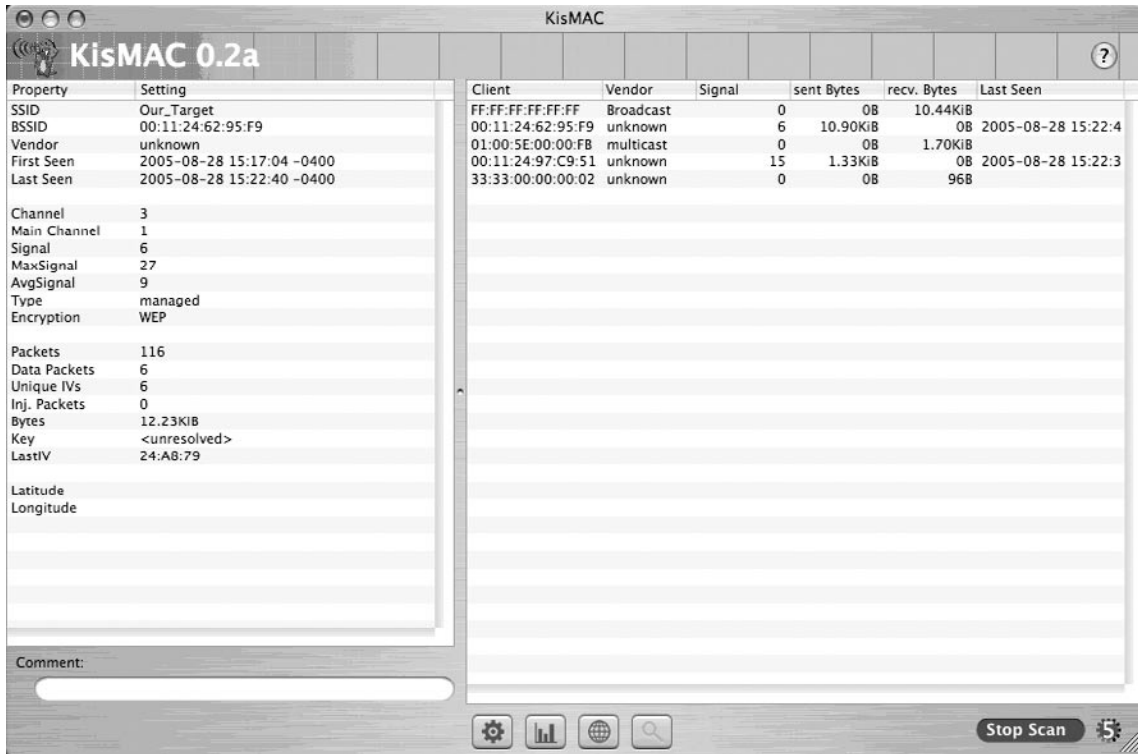 KisMAC
KisMAC 0.2a
?
Property Setting
SSID Our_Target
BSSID 00:11:24:62:95:F9
Vendor unknown
First Seen 2005-08-28 15:17:04 -0400
Last Seen 2005-08-28 15:22:40 -0400
Channel 3
Main Channel 1
Signal 6
MaxSignal 27
AvgSignal 9
Type managed
Encryption WEP
Packets 116
Data Packets 6
Unique IVs 6
Inj. Packets 0
Bytes 12.23KiB
Key <unresolved>
LastIV 24:A8:79
Latitude
Longitude
Comment:
Client Vendor Signal sent Bytes recv. Bytes Last Seen
FF:FF:FF:FF:FF:FF Broadcast 0 0B 10.44KiB
00:11:24:62:95:F9 unknown 6 10.90KiB 0B 2005-08-28 15:22:4
01:00:5E:00:00:FB multicast 0 0B 1.70KiB
00:11:24:97:C9:51 unknown 15 1.33KiB 0B 2005-08-28 15:22:3
33:33:00:00:00:02 unknown 0 0B 96B
Stop Scan 5